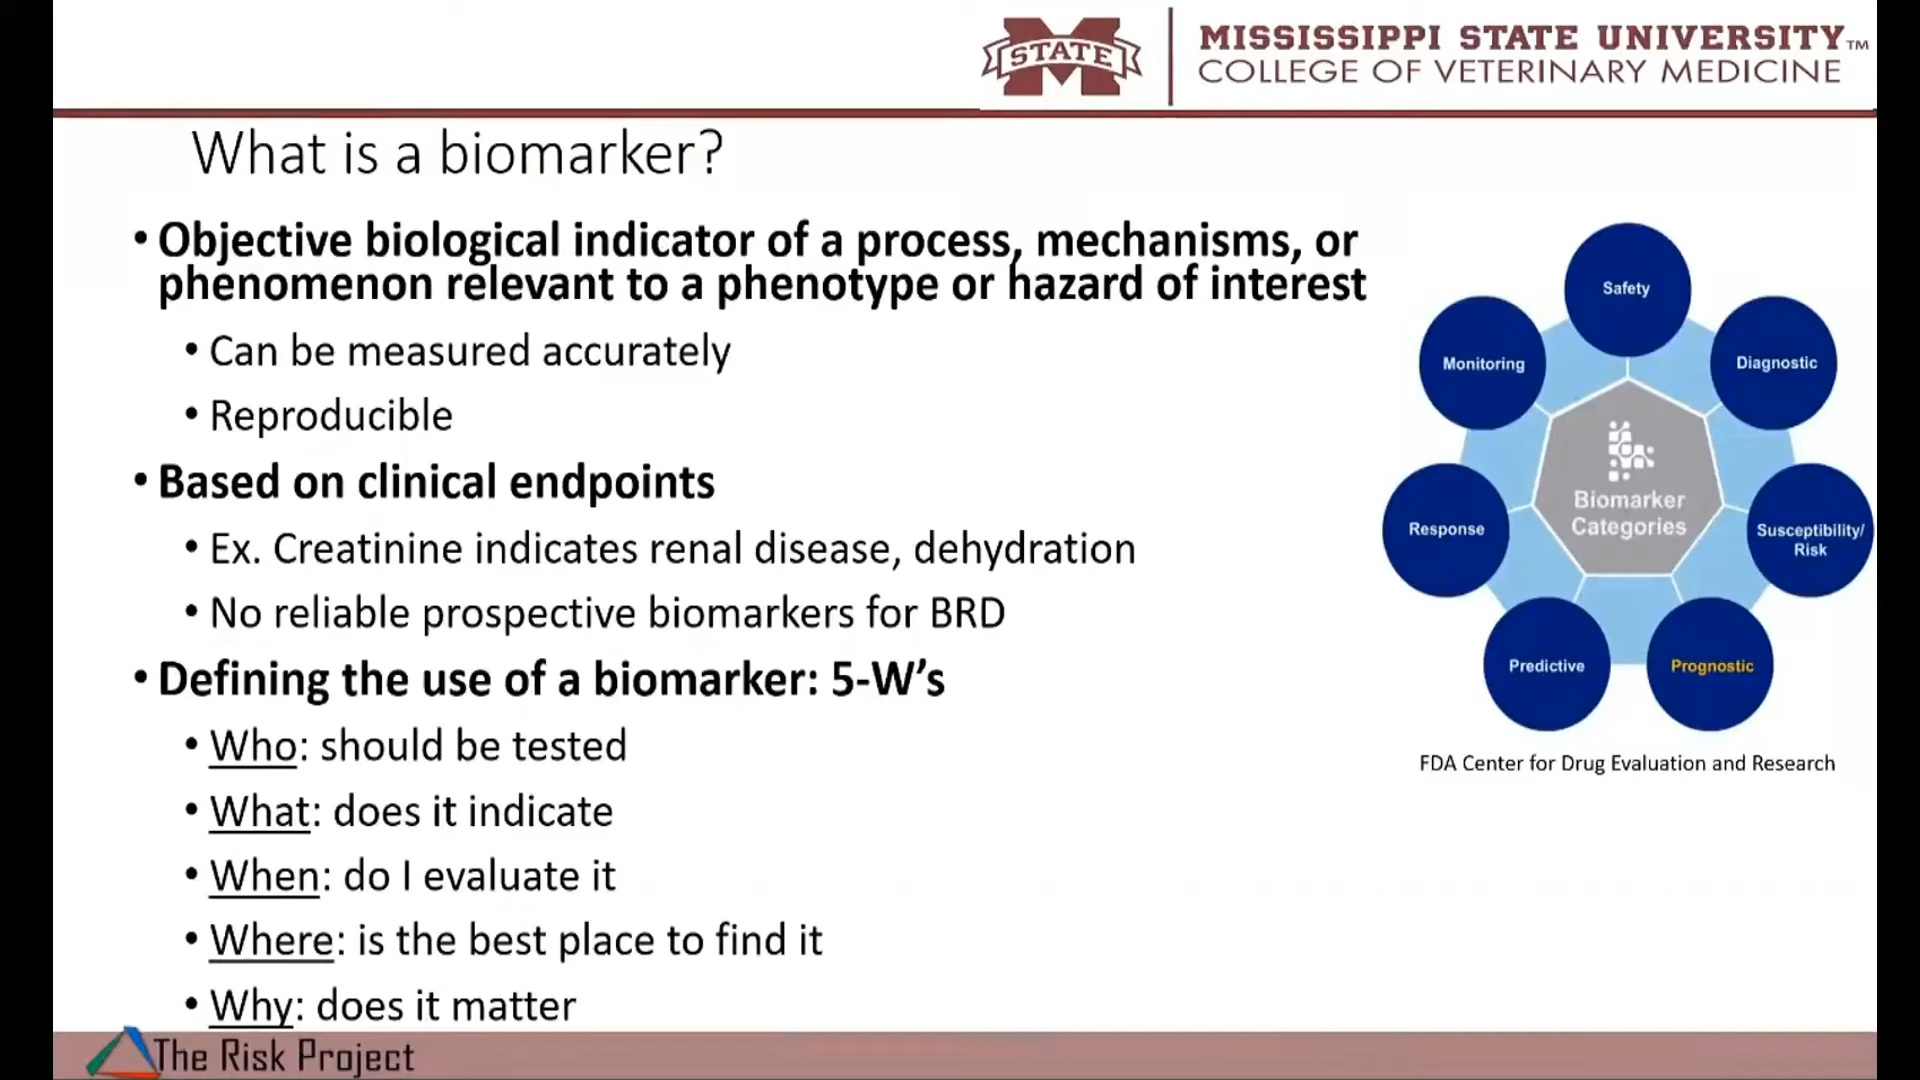 STATE
MISSISSIPPI STATE UNIVERSITY™
COLLEGE OF VETERINARY MEDICINE
What is a biomarker?
• Objective biological indicator of a process, mechanisms, or
phenomenon relevant to a phenotype or hazard of interest
• Can be measured accurately
• Reproducible
• Based on clinical endpoints
• Ex. Creatinine indicates renal disease, dehydration
• No reliable prospective biomarkers for BRD
• Defining the use of a biomarker: 5-W’s
• Who: should be tested
• What: does it indicate
• When: do I evaluate it
• Where: is the best place to find it
• Why: does it matter
Safety
Monitoring
Diagnostic
Biomarker
Categories
Response
Susceptibility/
Risk
Predictive
Prognostic
FDA Center for Drug Evaluation and Research
The Risk Project